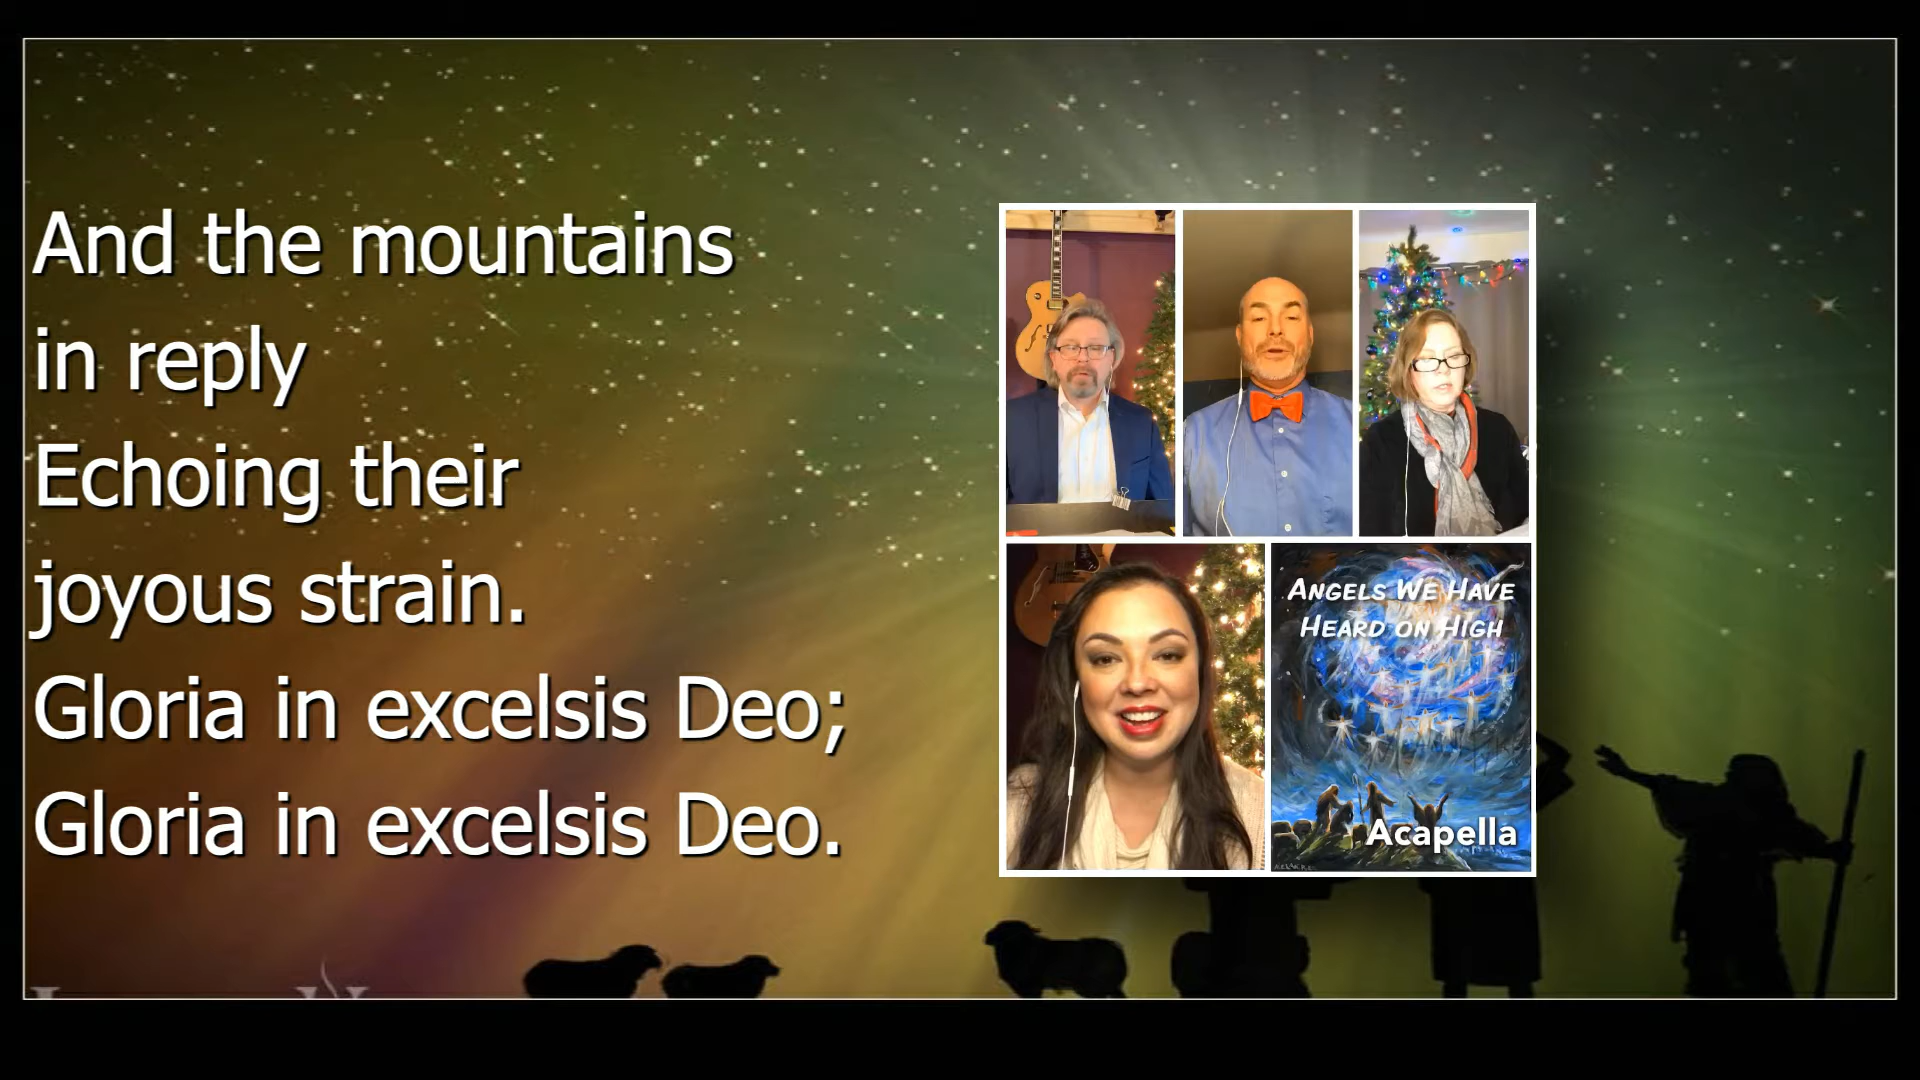 And the mountains
in reply
Echoing their
joyous strain.
Gloria in excelsis Deo;
Gloria in excelsis Deo.
ANGELS WE HAVE
HEARD ON HIGH
Acapella